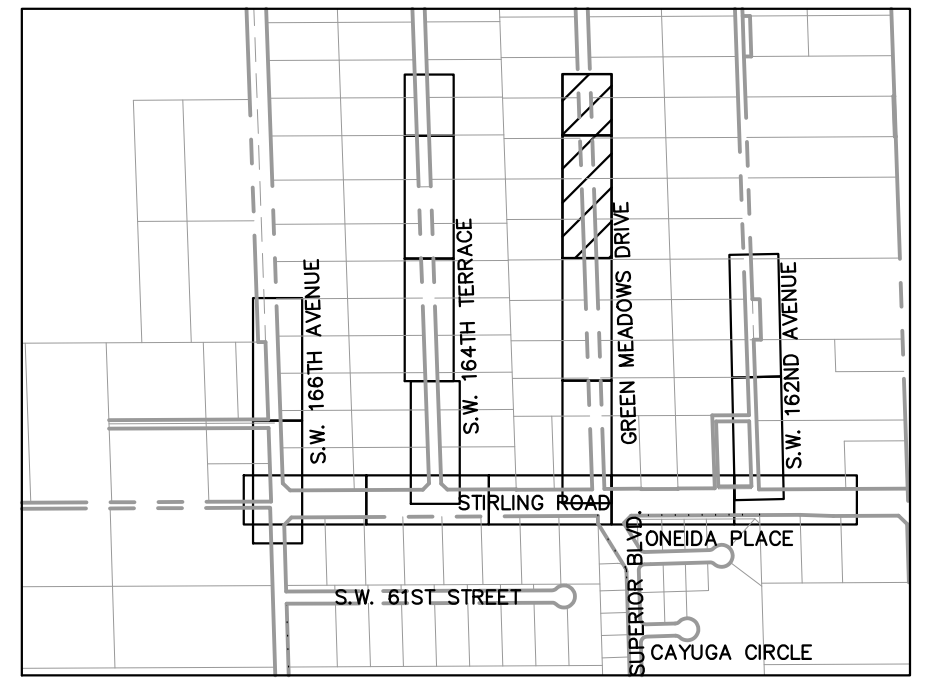 S.W. 166TH AVENUE
S.W. 164TH TERRACE
GREEN MEADOWS DRIVE
S.W. 162ND AVENUE
STIRLING ROAD
SUPERIOR BLVD.
ONEIDA PLACE
S.W. 61ST STREET
CAYUGA CIRCLE